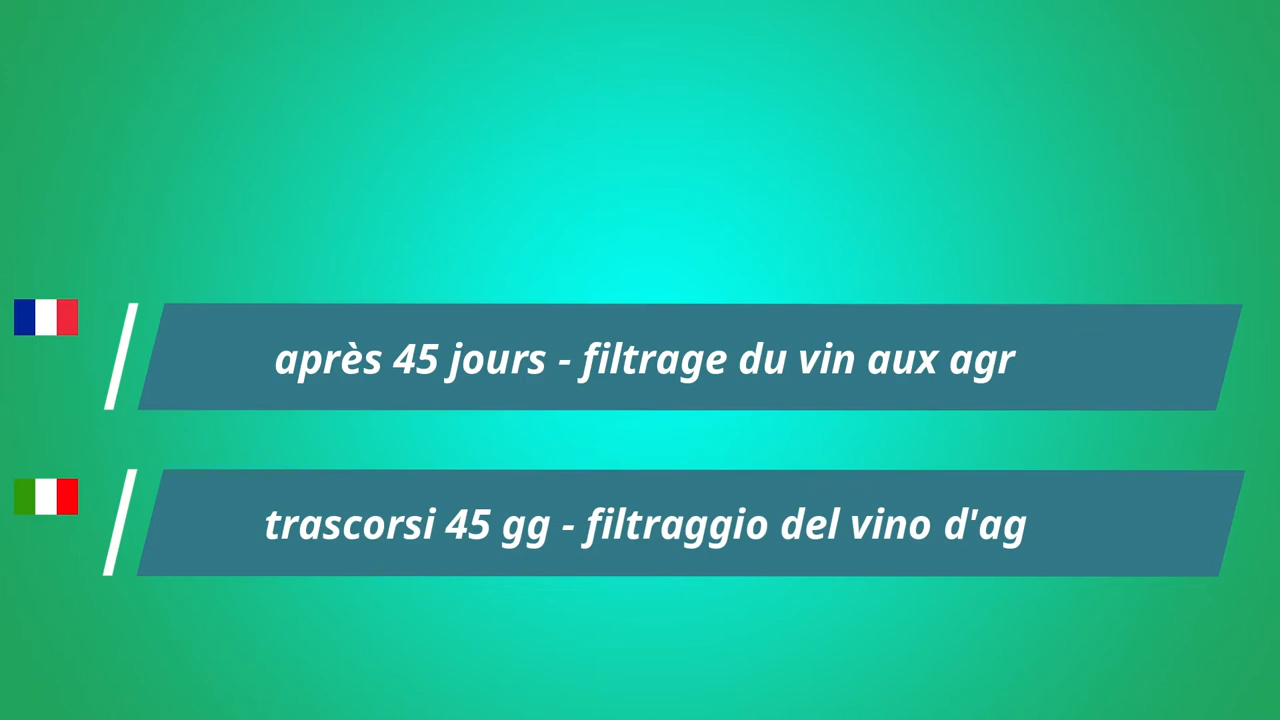 après 45 jours - filtrage du vin aux agr
trascorsi 45 gg - filtraggio del vino d'ag